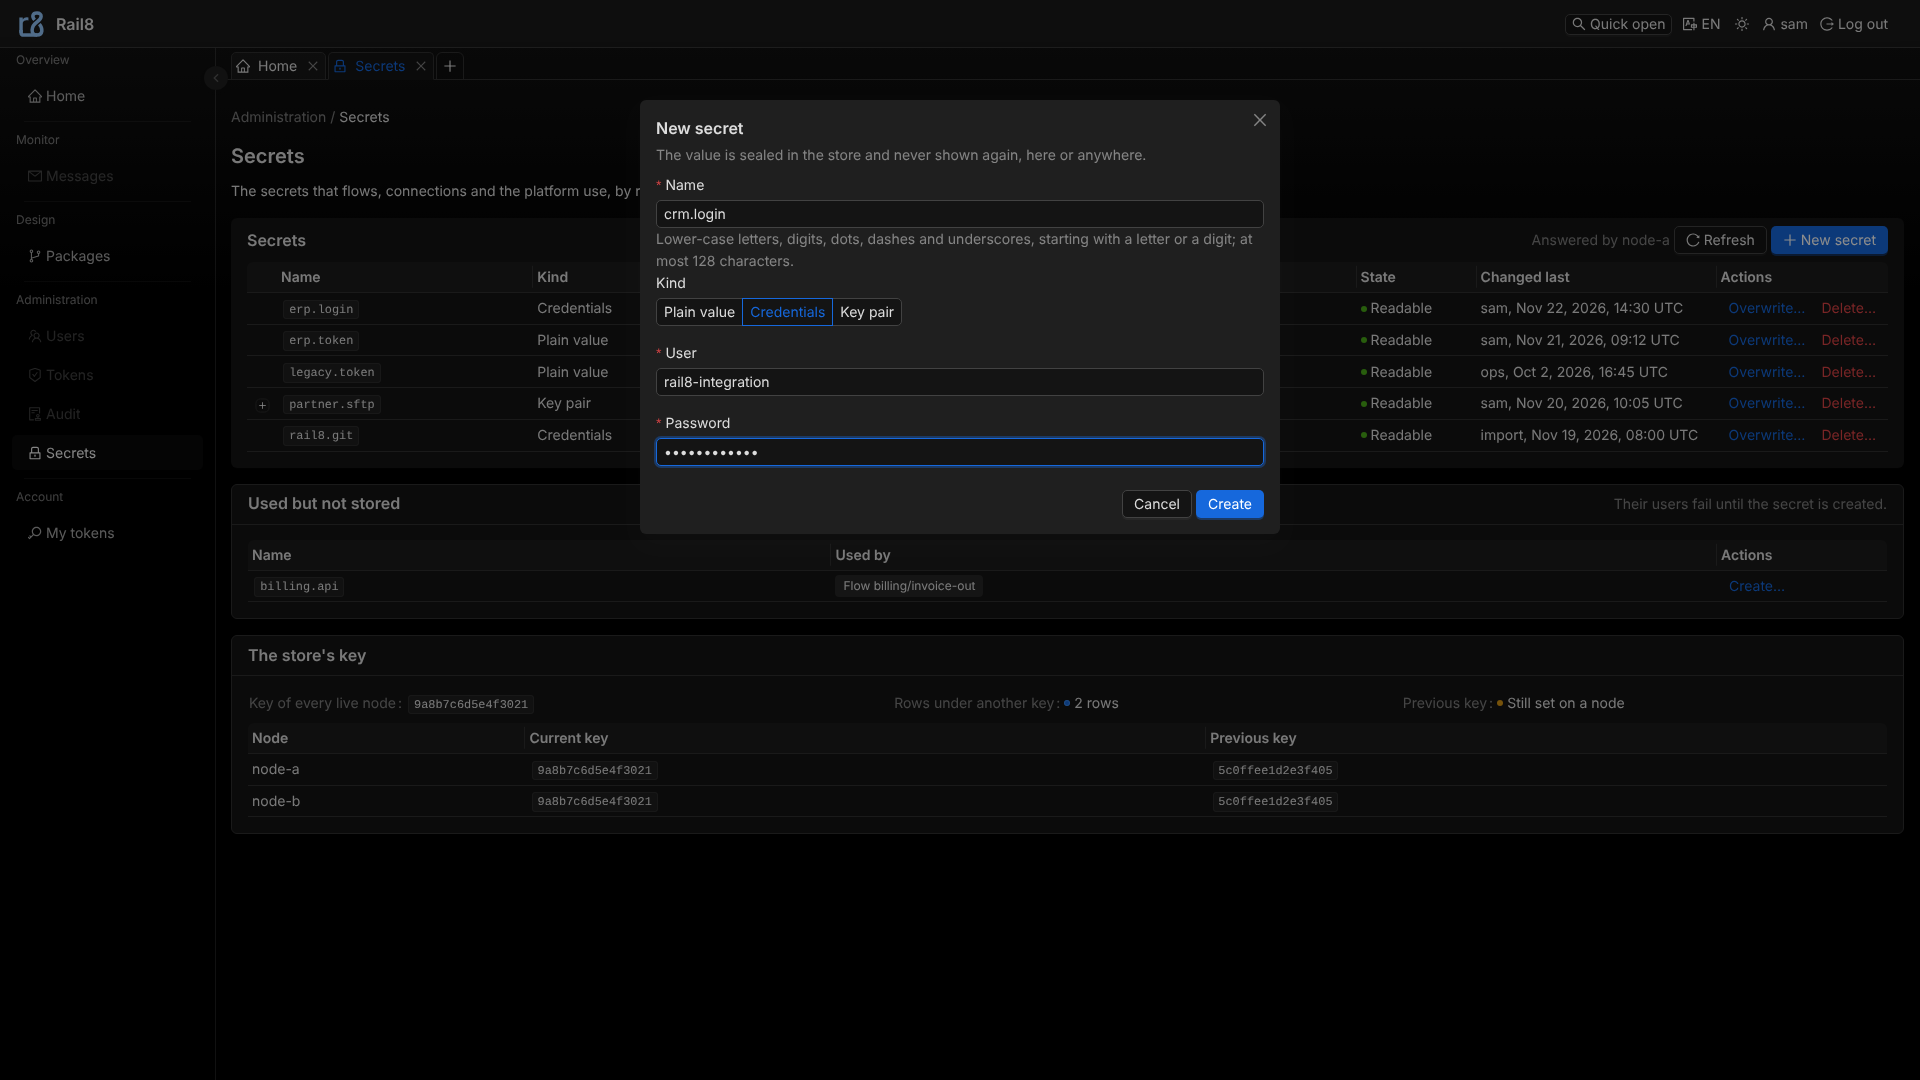 Rail8
Quick open
EN
sam
Log out
Overview
Home
Monitor
Messages
Design
Packages
Administration
Users
Tokens
Audit
Secrets
Account
My tokens
Home
Secrets
Administration / Secrets
Secrets
The secrets that flows, connections and the platform use, by
Secrets
Answered by node-a
Refresh
New secret
Name Kind State Changed last Actions
erp.login Credentials Readable sam, Nov 22, 2026, 14:30 UTC Overwrite... Delete...
erp.token Plain value Readable sam, Nov 21, 2026, 09:12 UTC Overwrite... Delete...
legacy.token Plain value Readable ops, Oct 2, 2026, 16:45 UTC Overwrite... Delete...
partner.sftp Key pair Readable sam, Nov 20, 2026, 10:05 UTC Overwrite... Delete...
rail8.git Credentials Readable import, Nov 19, 2026, 08:00 UTC Overwrite... Delete...
New secret
The value is sealed in the store and never shown again, here or anywhere.
* Name
crm.login
Lower-case letters, digits, dots, dashes and underscores, starting with a letter or a digit; at
most 128 characters.
Kind
Plain value Credentials Key pair
* User
rail8-integration
* Password
••••••••••••
Cancel Create
Used but not stored
Their users fail until the secret is created.
Name Used by Actions
billing.api Flow billing/invoice-out Create...
The store's key
Key of every live node: 9a8b7c6d5e4f3021 Rows under another key: 2 rows Previous key: Still set on a node
Node Current key Previous key
node-a 9a8b7c6d5e4f3021 5c0ffee1d2e3f405
node-b 9a8b7c6d5e4f3021 5c0ffee1d2e3f405